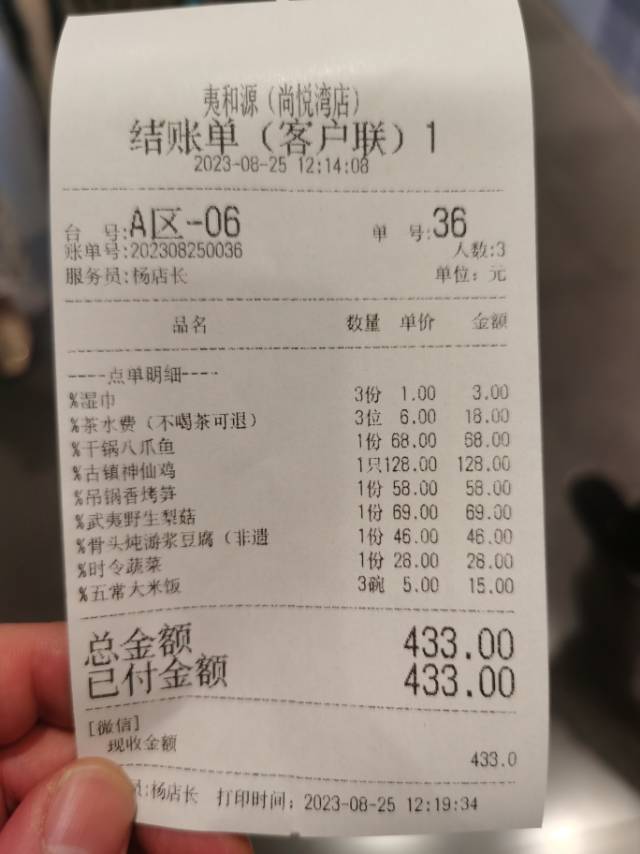 夷和源（尚悦湾店）
结账单（客户联）1
2023-08-25 12:14:08
台 号:A区-06 单 号:36
账单号:202308250036 人数:3
服务员:杨店长 单位：元
品名 数量 单价 金额
----点单明细----
%湿巾 3份 1.00 3.00
%茶水费（不喝茶可退） 3位 6.00 18.00
%干锅八爪鱼 1份 68.00 68.00
%古镇神仙鸡 1只128.00 128.00
%吊锅香烤笋 1份 58.00 58.00
%武夷野生梨菇 1份 69.00 69.00
%骨头炖游浆豆腐（非遗 1份 46.00 46.00
%时令蔬菜 1份 28.00 28.00
%五常大米饭 3碗 5.00 15.00
总金额 433.00
已付金额 433.00
[微信]
现收金额 433.0
员:杨店长 打印时间：2023-08-25 12:19:34